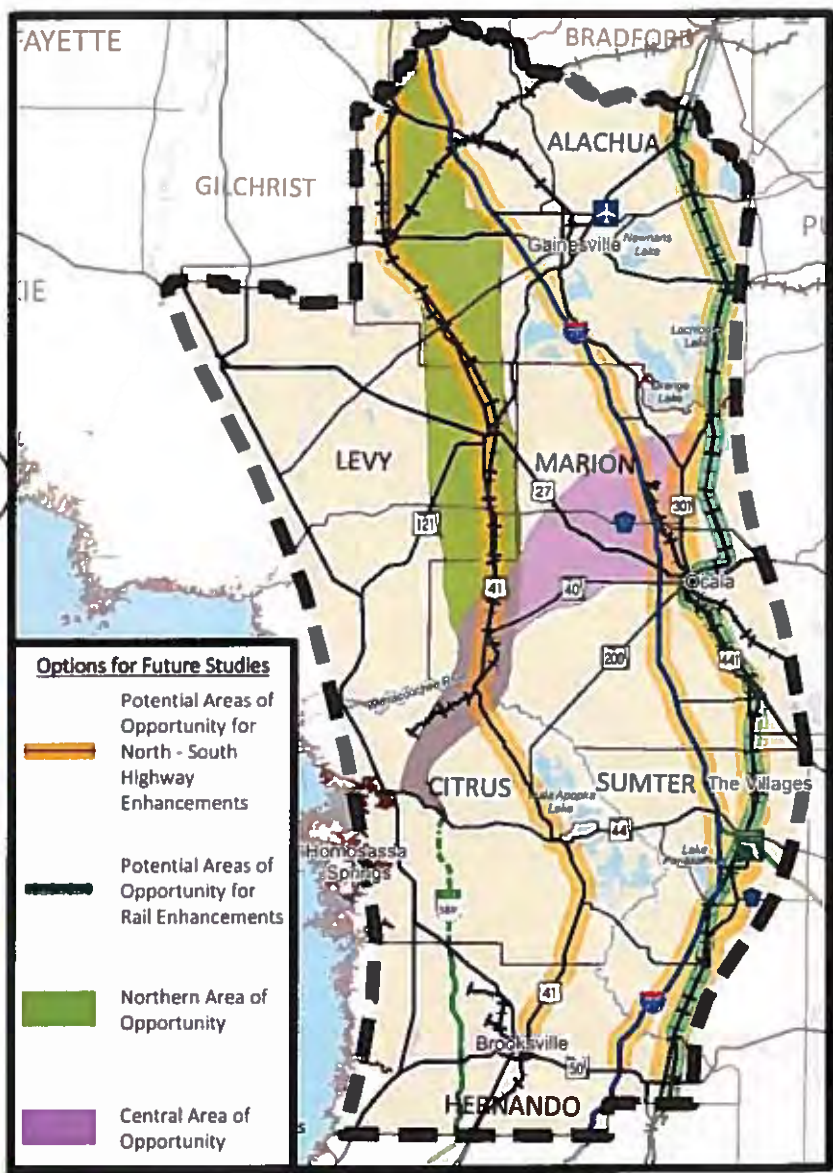 FAYETTE
BRADFORD
ALACHUA
GILCHRIST
Gainesville
Newnans
Lake
Lochloosa
Lake
Orange
Lake
LEVY
MARION
27
301
121
41
40
Ocala
200
441
Withlacoochee River
CITRUS
SUMTER
The Villages
Lake
44
Homosassa
Springs
589
41
Brooksville
50
HERNANDO
Options for Future Studies
Potential Areas of
Opportunity for
North - South
Highway
Enhancements
Potential Areas of
Opportunity for
Rail Enhancements
Northern Area of
Opportunity
Central Area of
Opportunity